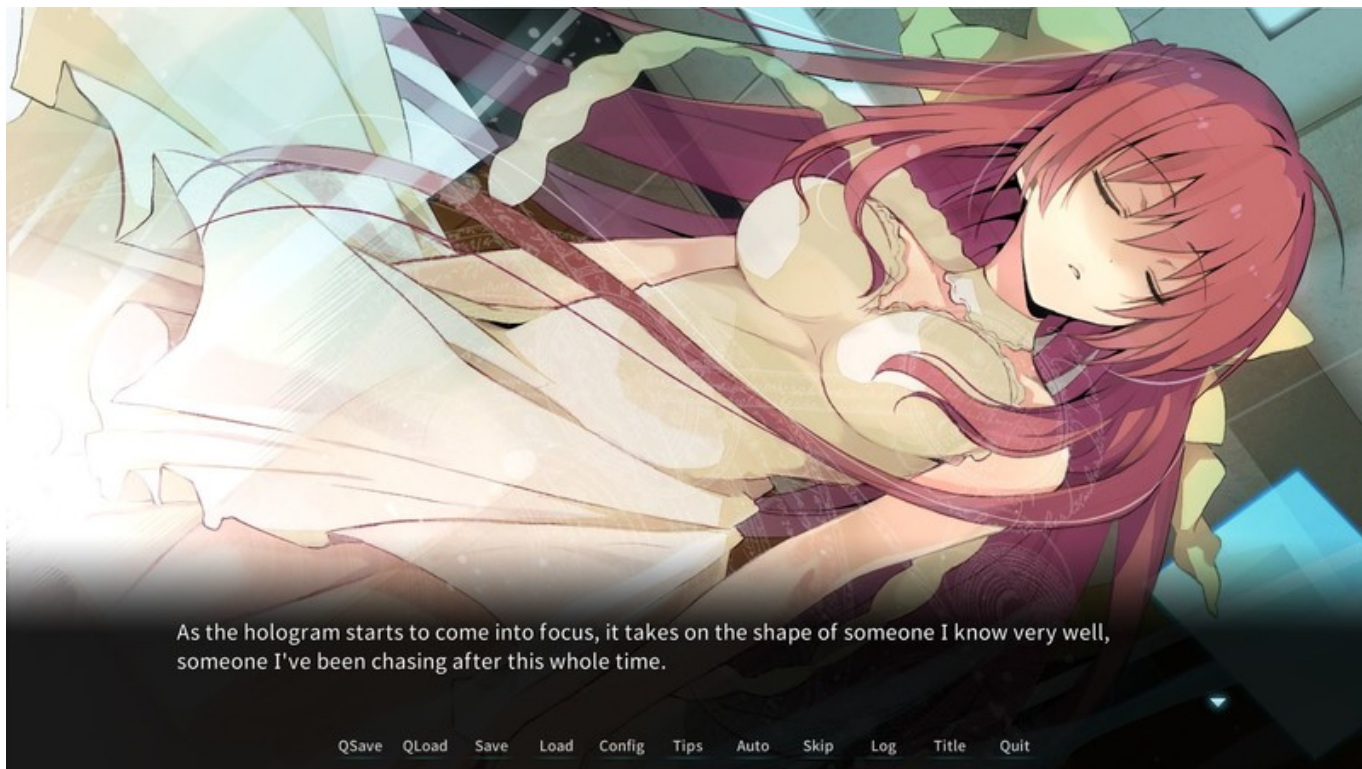 As the hologram starts to come into focus, it takes on the shape of someone I know very well,
someone I've been chasing after this whole time.
QSave QLoad Save Load Config Tips Auto Skip Log Title Quit